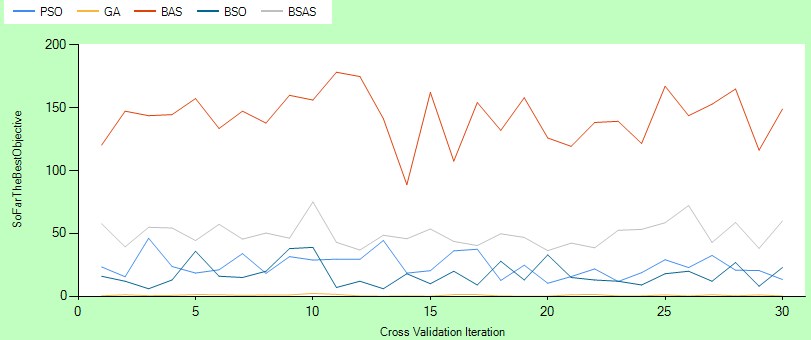 PSO GA BAS BSO BSAS
200
150
100
50
0
SoFarTheBestObjective
0 5 10 15 20 25 30
Cross Validation Iteration